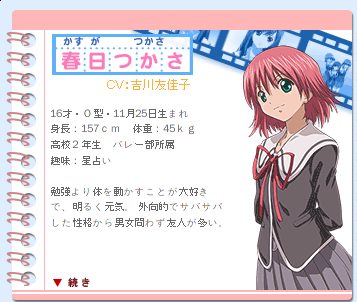 かすが つかさ
春日つかさ
CV:吉川友佳子
16才・O型・11月25日生まれ
身長：157ｃｍ 体重：45ｋｇ
高校２年生 バレー部所属
趣味：星占い
勉強より体を動かすことが大好き
で、明るく元気。外向的でサバサバ
した性格から男女問わず友人が多い。
▼ 続き